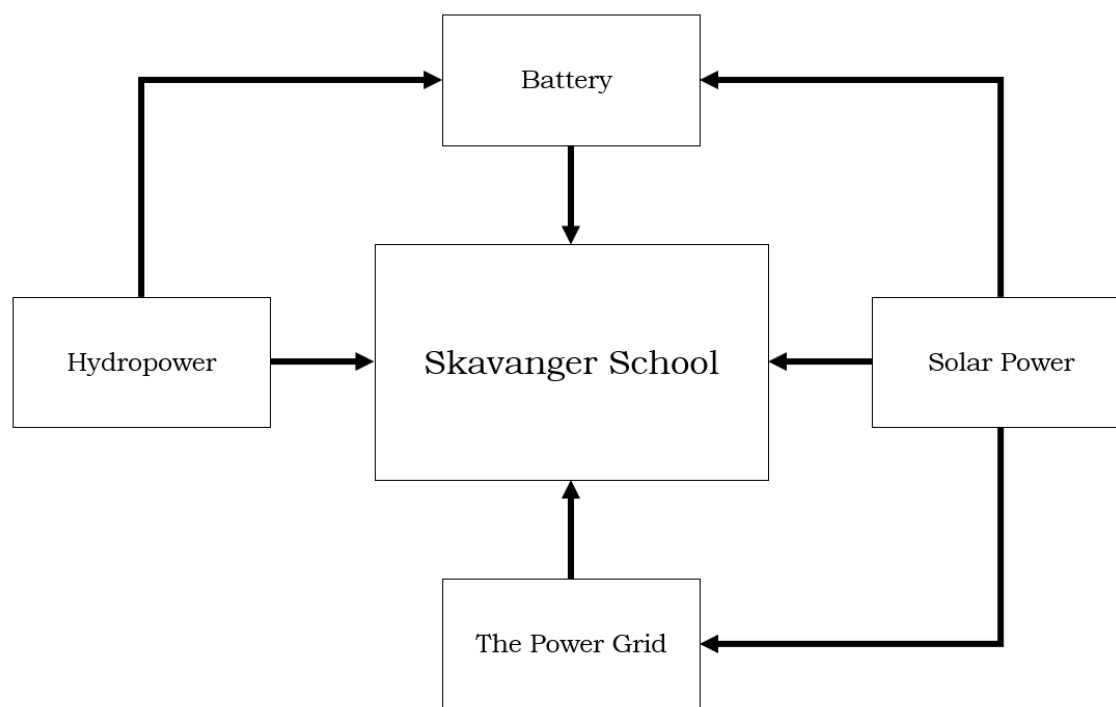 Battery
Hydropower
Skavanger School
Solar Power
The Power Grid